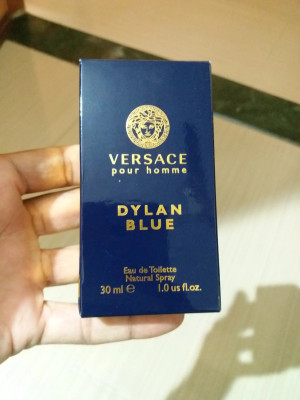 VERSACE
pour homme
DYLAN
BLUE
Eau de Toilette
Natural Spray
30 ml ℮ 1.0 us fl.oz.